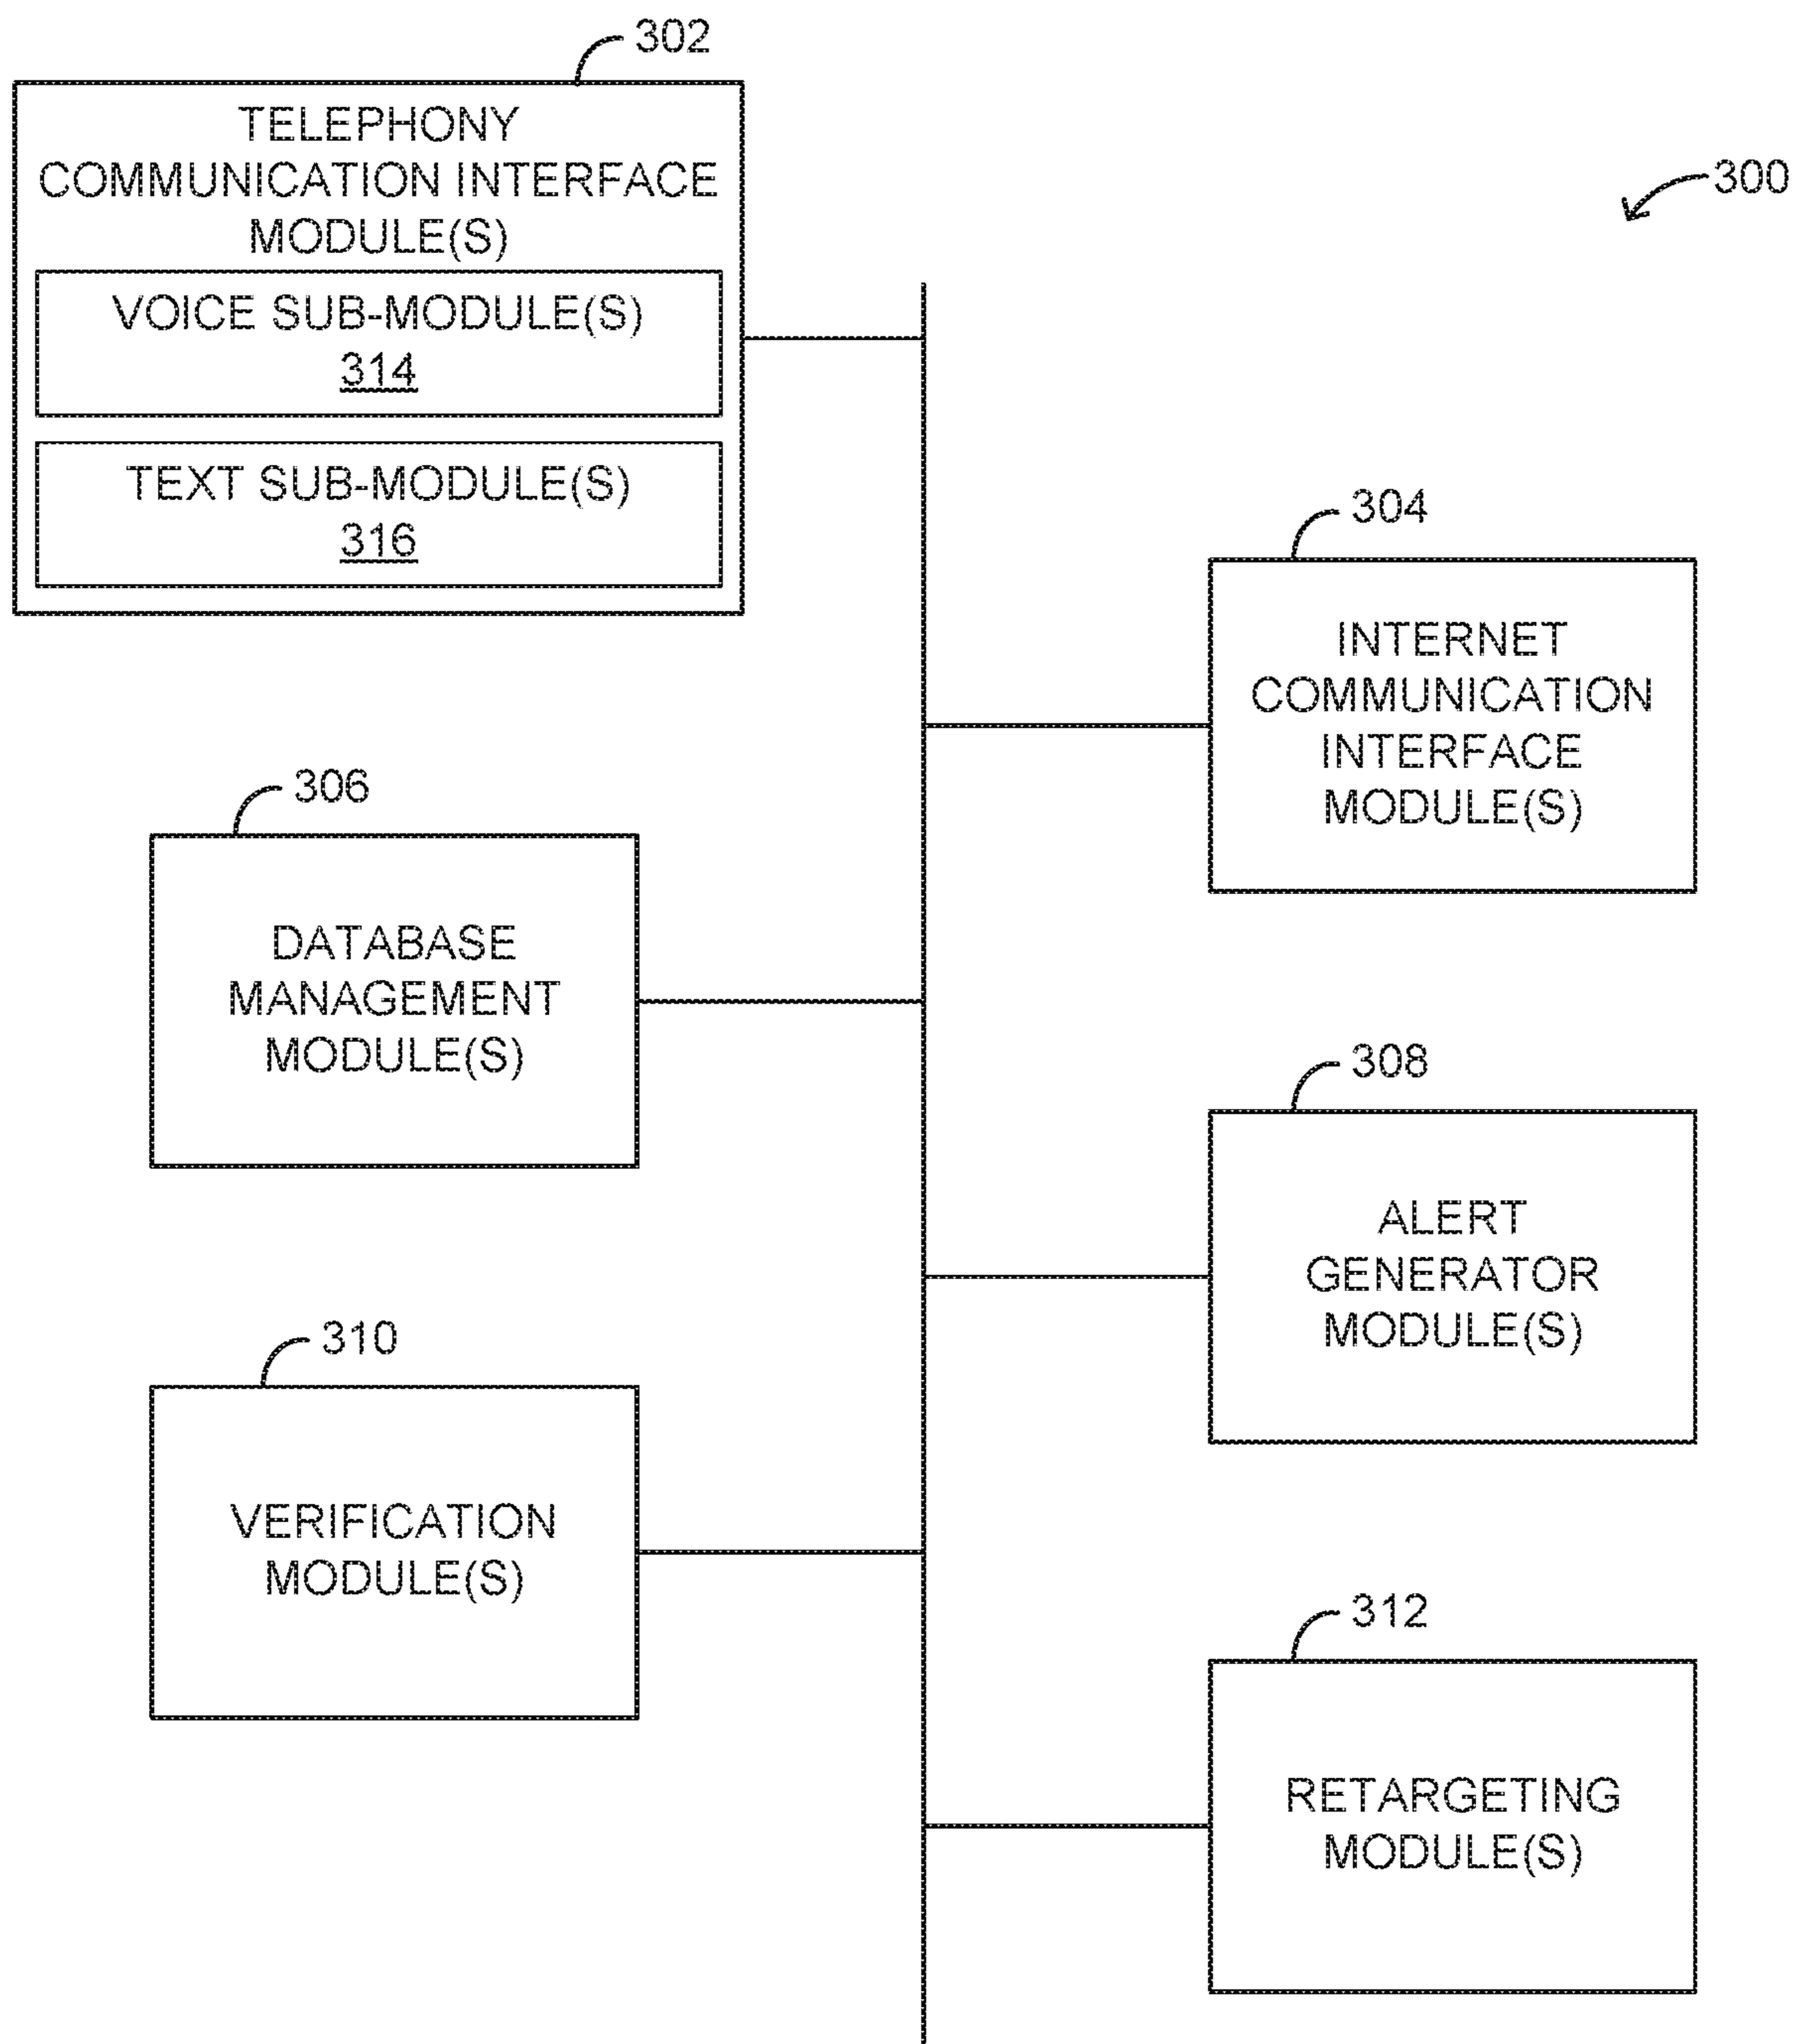 302
TELEPHONY
COMMUNICATION INTERFACE
MODULE(S)
VOICE SUB-MODULE(S)
314
TEXT SUB-MODULE(S)
316
300
304
INTERNET
COMMUNICATION
INTERFACE
MODULE(S)
306
DATABASE
MANAGEMENT
MODULE(S)
308
ALERT
GENERATOR
MODULE(S)
310
VERIFICATION
MODULE(S)
312
RETARGETING
MODULE(S)